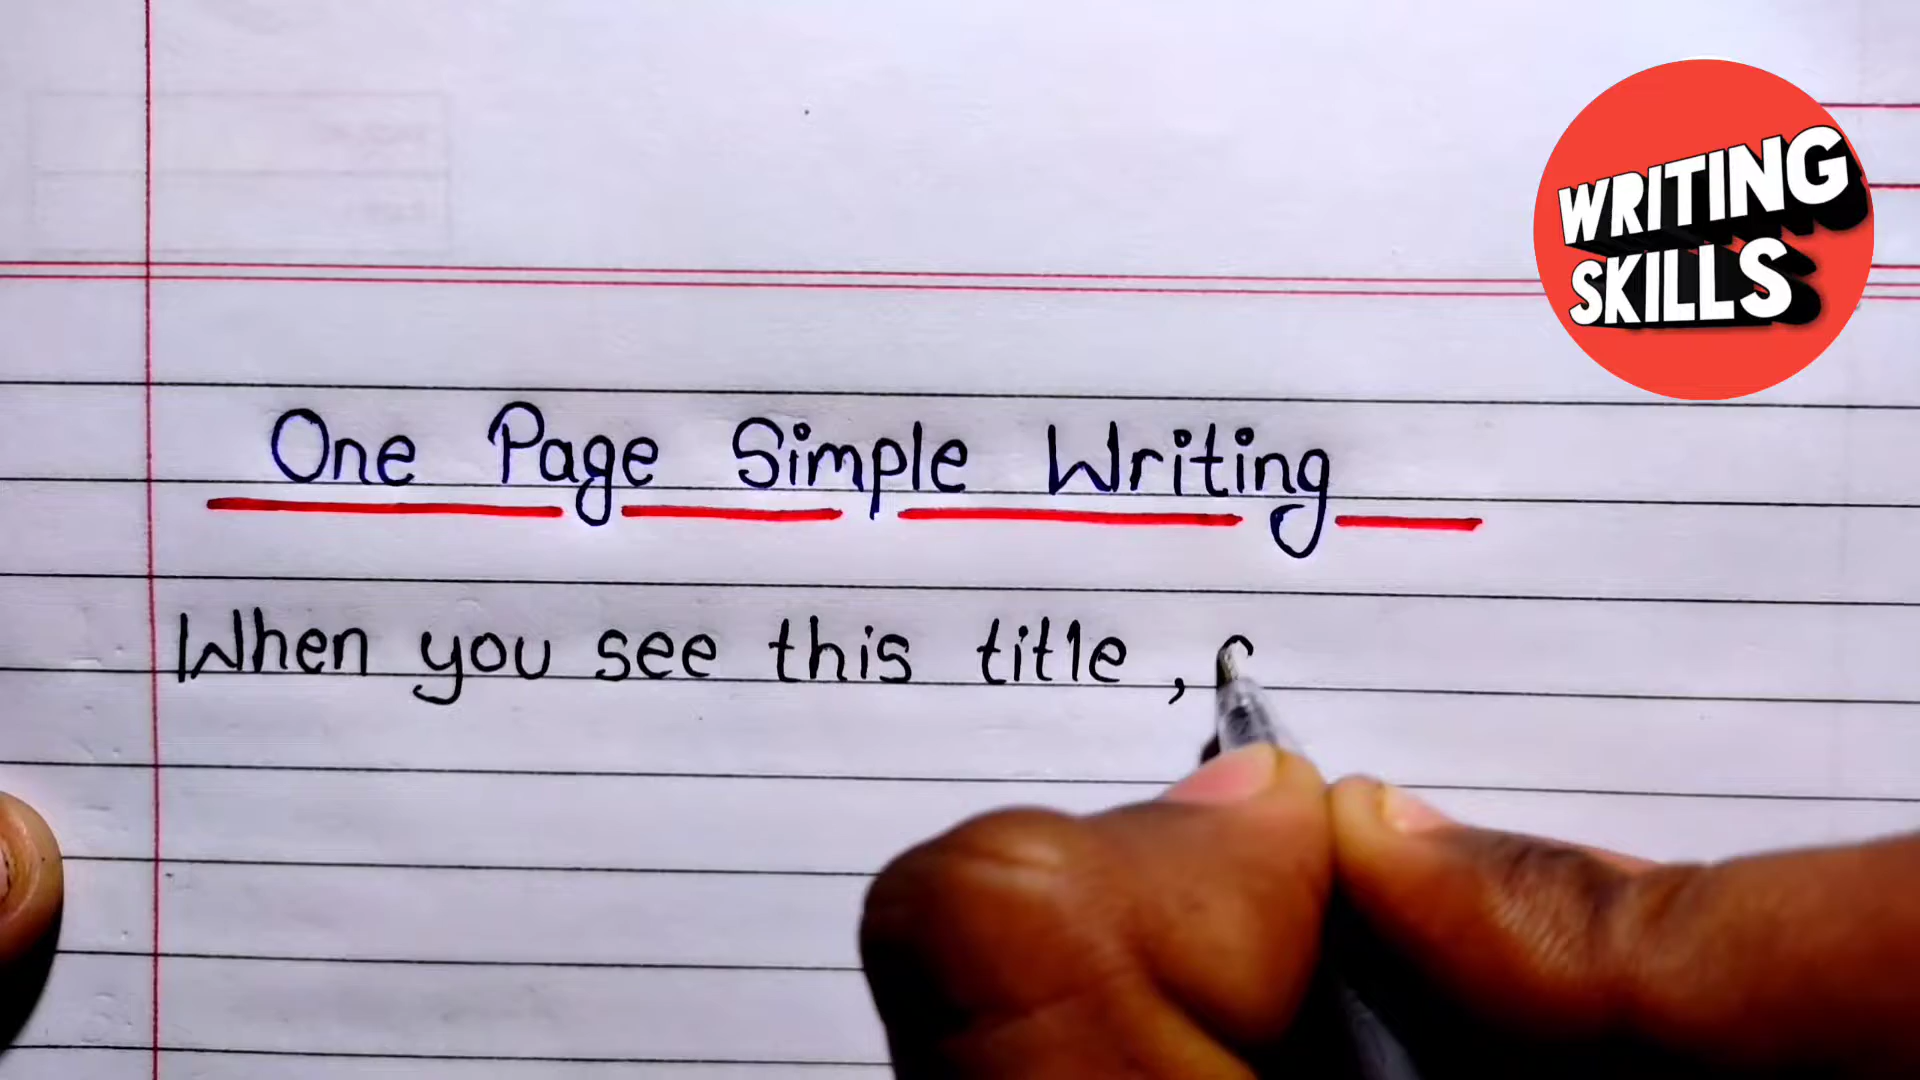 WRITING
SKILLS
One Page Simple Writing
When you see this title ,